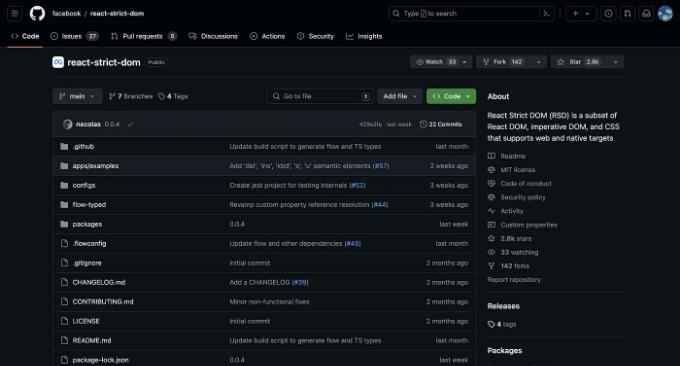 facebook / react-strict-dom
Type / to search
Code
Issues 27
Pull requests 5
Discussions
Actions
Security
Insights
react-strict-dom Public
Watch 33
Fork 142
Star 2.8k
main
7 Branches
4 Tags
Go to file t
Add file
Code
necolas 0.0.4
last week
22 Commits
.github Update build script to generate flow and TS types last month
apps/examples Add 'del', 'ins', 'kbd', 's', 'u' semantic elements (#57) 2 weeks ago
configs Create jest project for testing internals (#52) 3 weeks ago
flow-typed Revamp custom property reference resolution (#44) 3 weeks ago
packages 0.0.4 last week
.flowconfig Update flow and other dependencies (#45) last month
.gitignore Initial commit 2 months ago
CHANGELOG.md Add a CHANGELOG (#39) 2 months ago
CONTRIBUTING.md Minor non-functional fixes 2 months ago
LICENSE Initial commit 2 months ago
README.md Update build script to generate flow and TS types last month
package-lock.json 0.0.4 last week
About
React Strict DOM (RSD) is a subset of
React DOM, imperative DOM, and CSS
that supports web and native targets
Readme
MIT license
Code of conduct
Security policy
Activity
Custom properties
2.8k stars
33 watching
142 forks
Report repository
Releases
4 tags
Packages